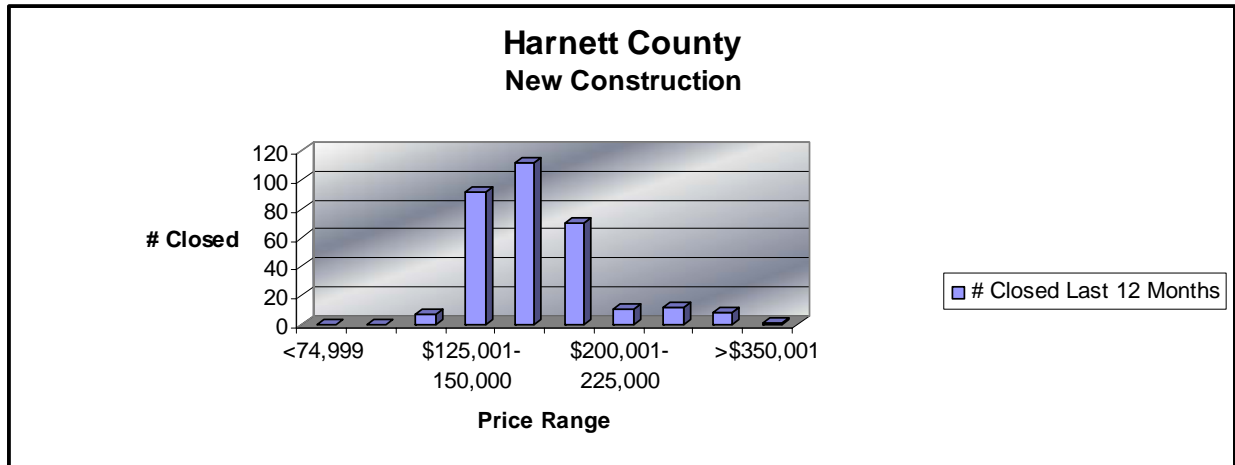 Harnett County
New Construction
120
100
80
60
40
20
0
# Closed
<74,999
$125,001-
150,000
$200,001-
225,000
>$350,001
Price Range
# Closed Last 12 Months